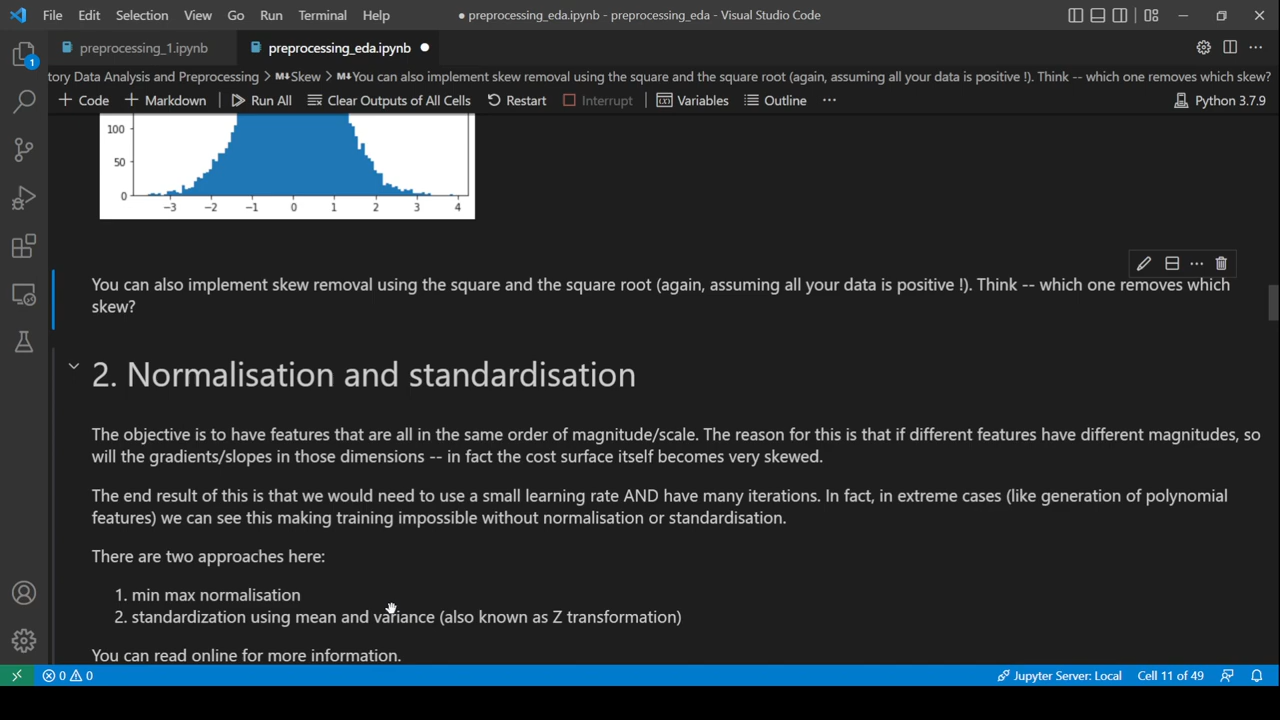 File Edit Selection View Go Run Terminal Help ● preprocessing_eda.ipynb - preprocessing_eda - Visual Studio Code
preprocessing_1.ipynb preprocessing_eda.ipynb ●
tory Data Analysis and Preprocessing > M↓Skew > M↓You can also implement skew removal using the square and the square root (again, assuming all your data is positive !). Think -- which one removes which skew?
+ Code + Markdown Run All Clear Outputs of All Cells Restart Interrupt Variables Outline ··· Python 3.7.9
100
50
0
−3 −2 −1 0 1 2 3 4
You can also implement skew removal using the square and the square root (again, assuming all your data is positive !). Think -- which one removes which
skew?
2. Normalisation and standardisation
The objective is to have features that are all in the same order of magnitude/scale. The reason for this is that if different features have different magnitudes, so
will the gradients/slopes in those dimensions -- in fact the cost surface itself becomes very skewed.
The end result of this is that we would need to use a small learning rate AND have many iterations. In fact, in extreme cases (like generation of polynomial
features) we can see this making training impossible without normalisation or standardisation.
There are two approaches here:
1. min max normalisation
2. standardization using mean and variance (also known as Z transformation)
You can read online for more information.
1
0 0 Jupyter Server: Local Cell 11 of 49